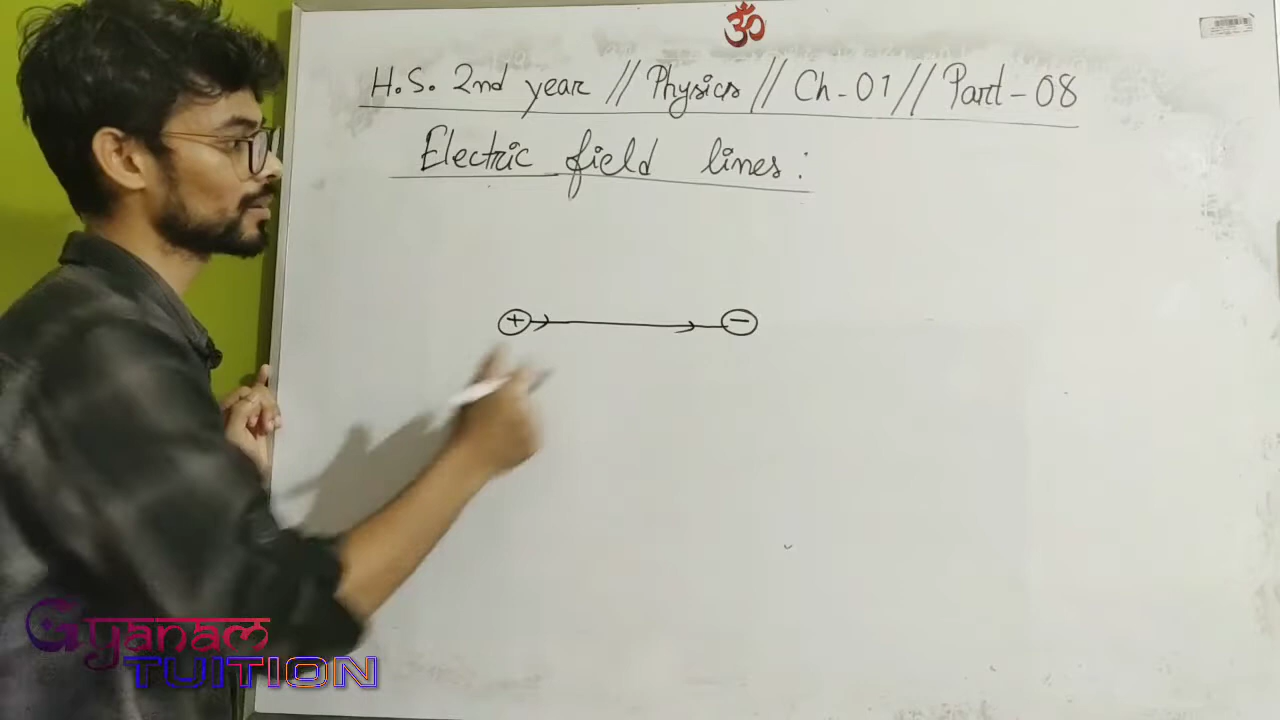 ॐ
H.S. 2nd year // Physics // Ch-01 // Part-08
Electric field lines:
+ −
Gyanam
TUITION